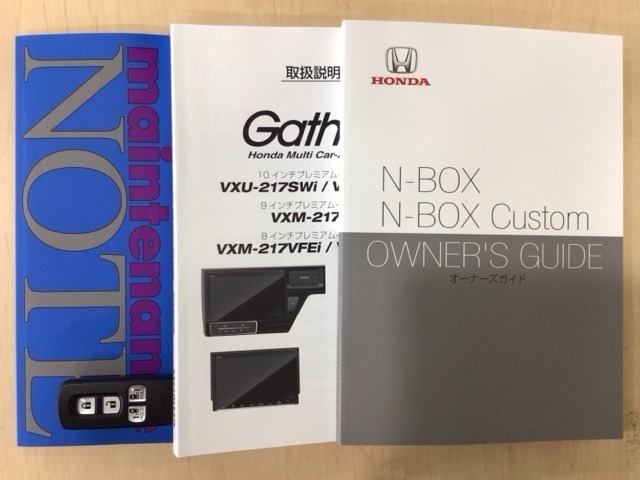 maintenan
NOTE
取扱説明
Gath
Honda Multi Car-
10インチプレミアム
VXU-217SWi / V
9インチプレミアム
VXM-217
8インチプレミアム
VXM-217VFEi /
HONDA
N-BOX
N-BOX Custom
OWNER'S GUIDE
オーナーズガイド